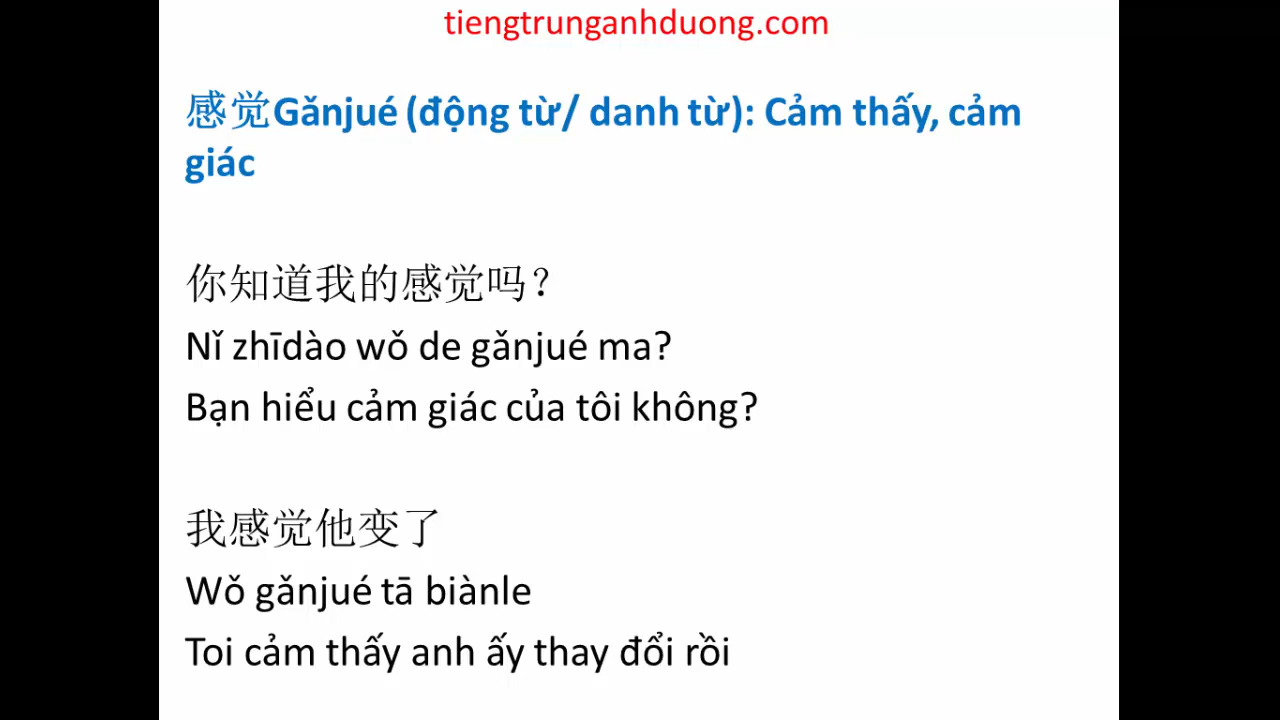 tiengtrunganhduong.com
感觉Gǎnjué (động từ/ danh từ): Cảm thấy, cảm
giác
你知道我的感觉吗？
Nǐ zhīdào wǒ de gǎnjué ma?
Bạn hiểu cảm giác của tôi không?
我感觉他变了
Wǒ gǎnjué tā biànle
Toi cảm thấy anh ấy thay đổi rồi